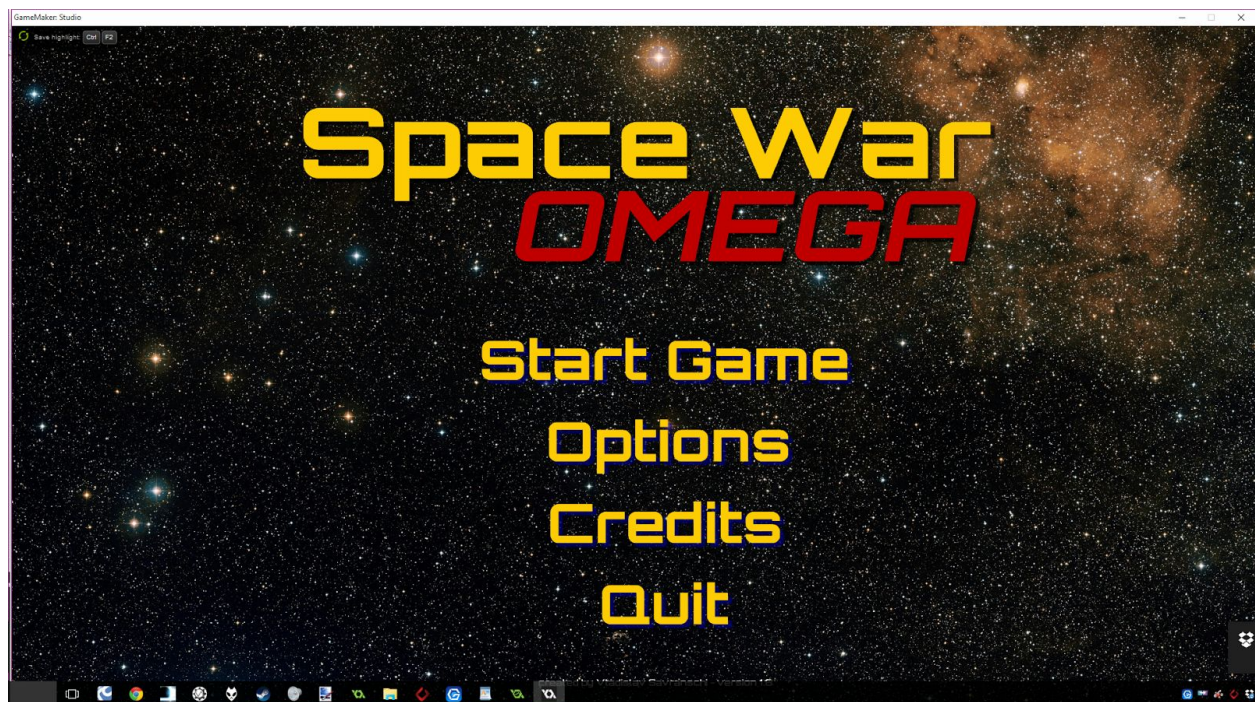 GameMaker: Studio
Save highlight: Ctrl F2
Space War
OMEGA
Start Game
Options
Credits
Quit